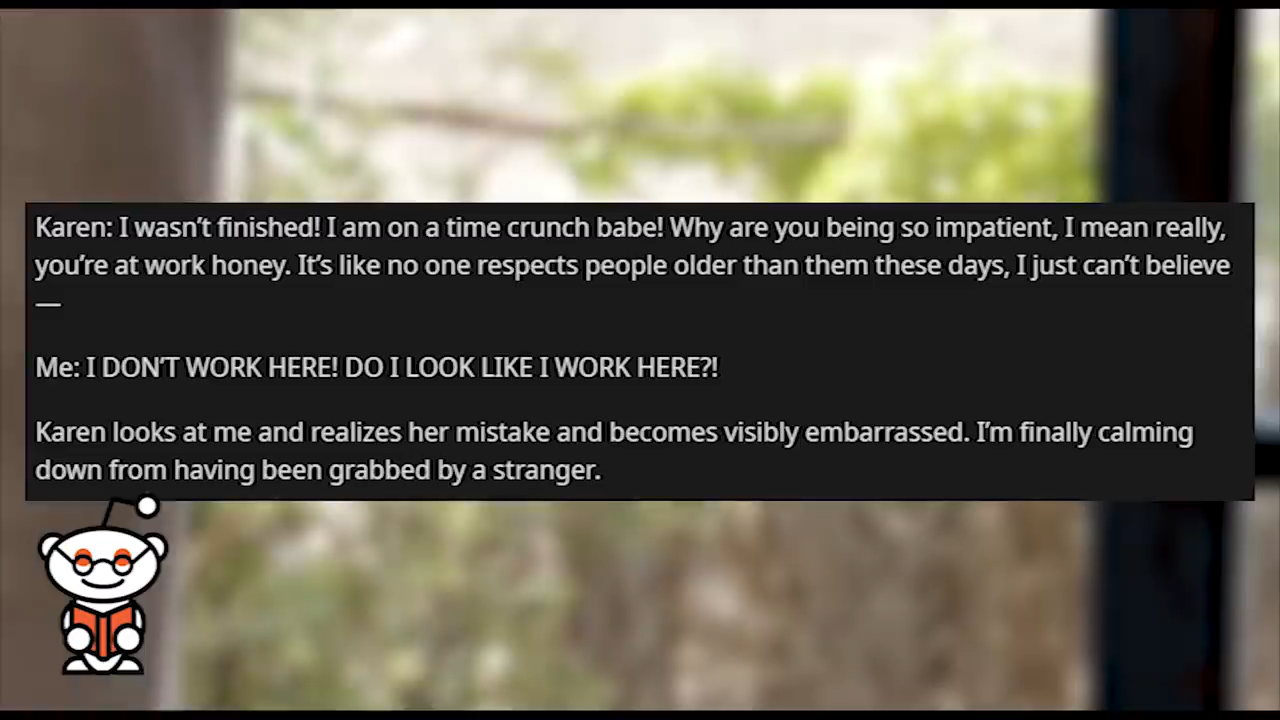 Karen: I wasn’t finished! I am on a time crunch babe! Why are you being so impatient, I mean really,
you’re at work honey. It’s like no one respects people older than them these days, I just can’t believe
—
Me: I DON’T WORK HERE! DO I LOOK LIKE I WORK HERE?!
Karen looks at me and realizes her mistake and becomes visibly embarrassed. I’m finally calming
down from having been grabbed by a stranger.